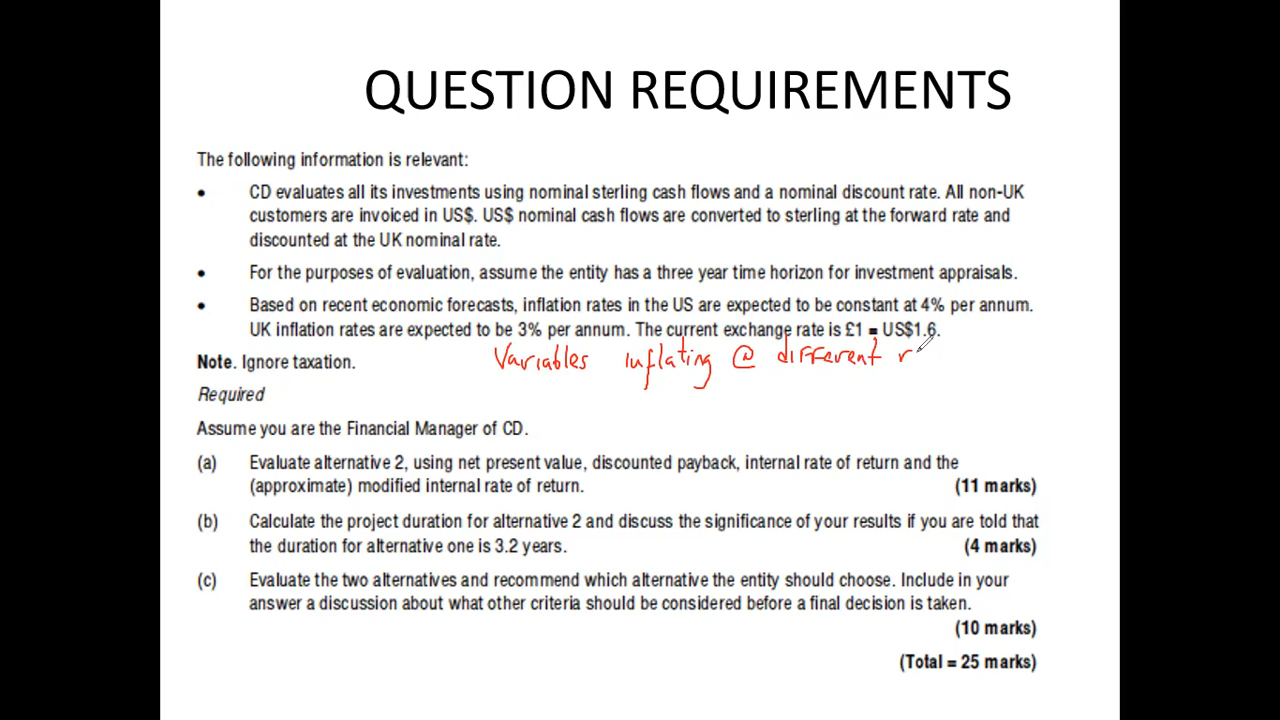 QUESTION REQUIREMENTS
The following information is relevant:
• CD evaluates all its investments using nominal sterling cash flows and a nominal discount rate. All non-UK
customers are invoiced in US$. US$ nominal cash flows are converted to sterling at the forward rate and
discounted at the UK nominal rate.
• For the purposes of evaluation, assume the entity has a three year time horizon for investment appraisals.
• Based on recent economic forecasts, inflation rates in the US are expected to be constant at 4% per annum.
UK inflation rates are expected to be 3% per annum. The current exchange rate is £1 = US$1.6.
Variables inflating @ different r
Note. Ignore taxation.
Required
Assume you are the Financial Manager of CD.
(a) Evaluate alternative 2, using net present value, discounted payback, internal rate of return and the
(approximate) modified internal rate of return. (11 marks)
(b) Calculate the project duration for alternative 2 and discuss the significance of your results if you are told that
the duration for alternative one is 3.2 years. (4 marks)
(c) Evaluate the two alternatives and recommend which alternative the entity should choose. Include in your
answer a discussion about what other criteria should be considered before a final decision is taken.
(10 marks)
(Total = 25 marks)